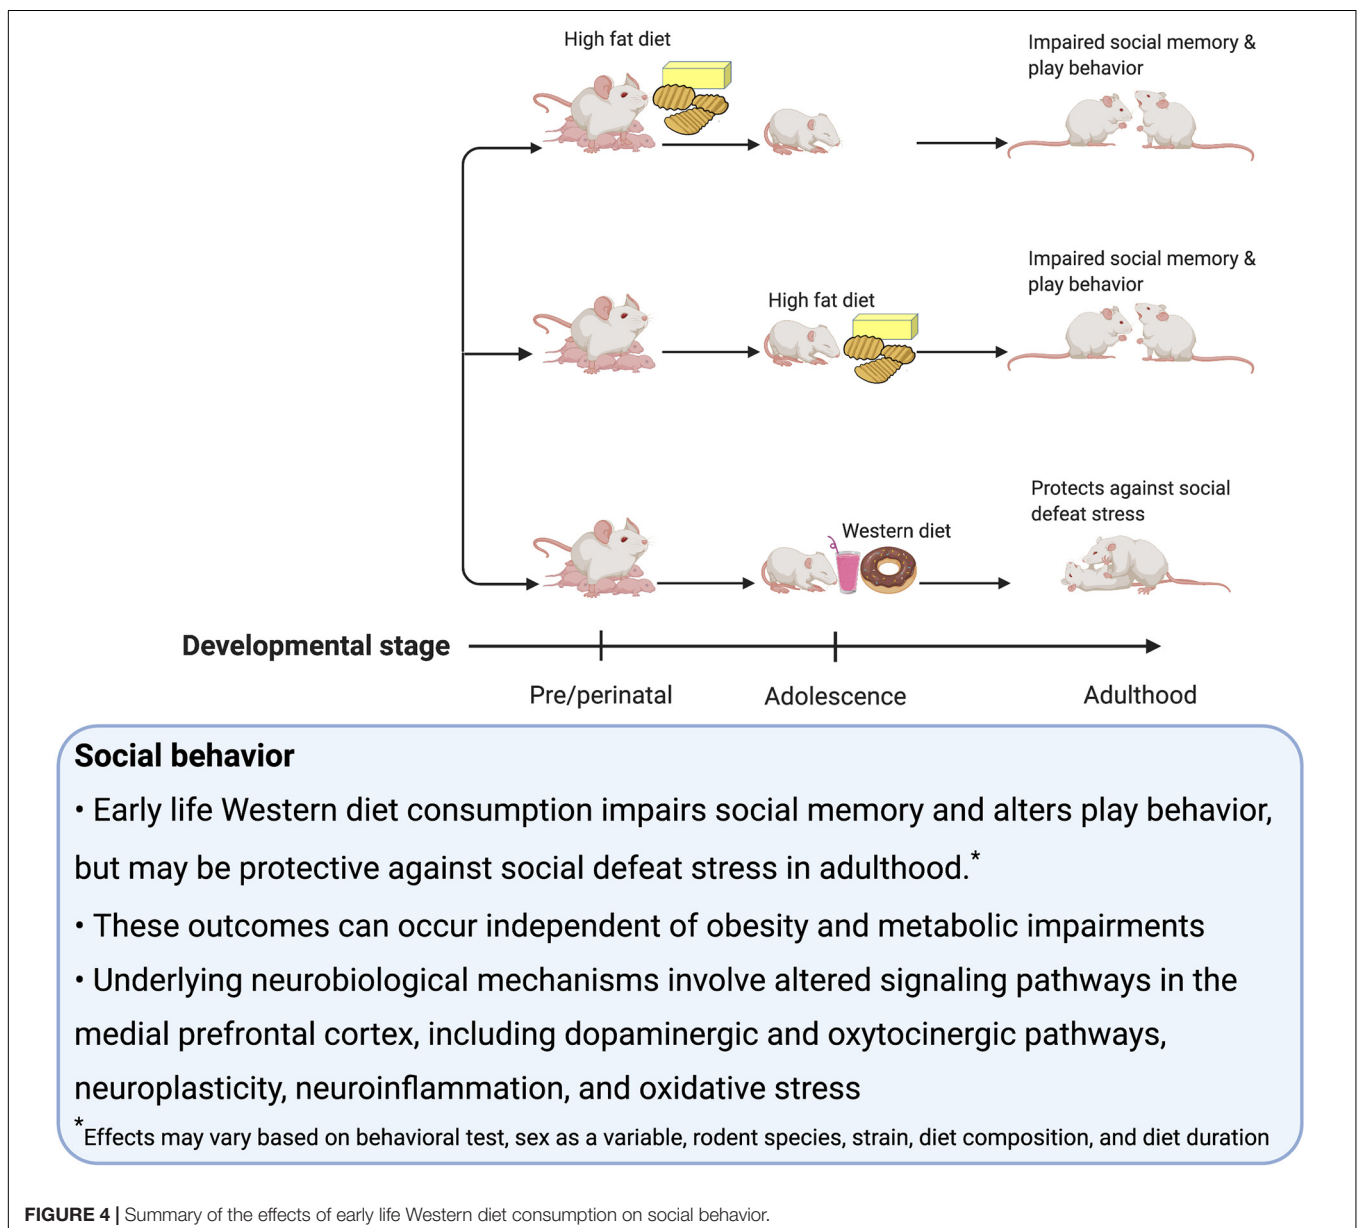 High fat diet
Impaired social memory &
play behavior
High fat diet
Impaired social memory &
play behavior
Western diet
Protects against social
defeat stress
Developmental stage
Pre/perinatal
Adolescence
Adulthood
Social behavior
• Early life Western diet consumption impairs social memory and alters play behavior,
but may be protective against social defeat stress in adulthood.*
• These outcomes can occur independent of obesity and metabolic impairments
• Underlying neurobiological mechanisms involve altered signaling pathways in the
medial prefrontal cortex, including dopaminergic and oxytocinergic pathways,
neuroplasticity, neuroinflammation, and oxidative stress
*Effects may vary based on behavioral test, sex as a variable, rodent species, strain, diet composition, and diet duration
FIGURE 4 | Summary of the effects of early life Western diet consumption on social behavior.